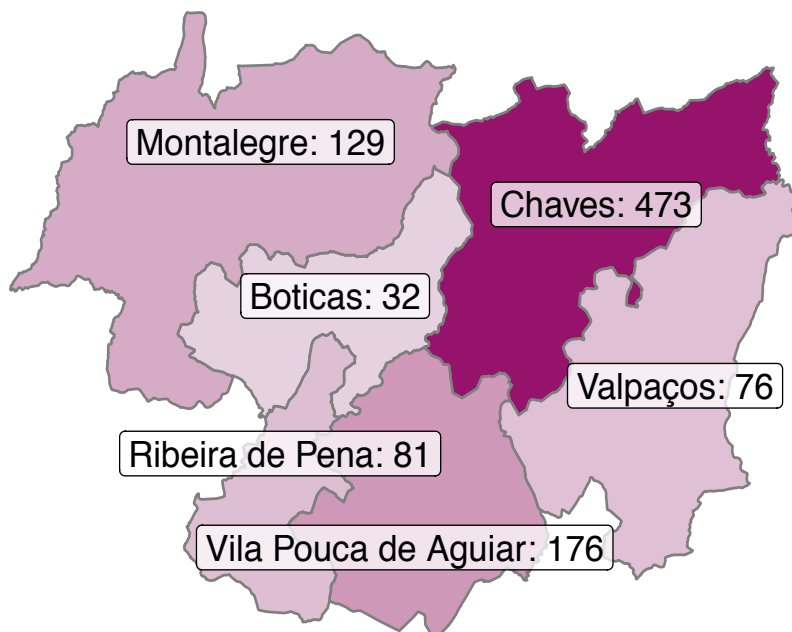 Montalegre: 129
Chaves: 473
Boticas: 32
Valpaços: 76
Ribeira de Pena: 81
Vila Pouca de Aguiar: 176